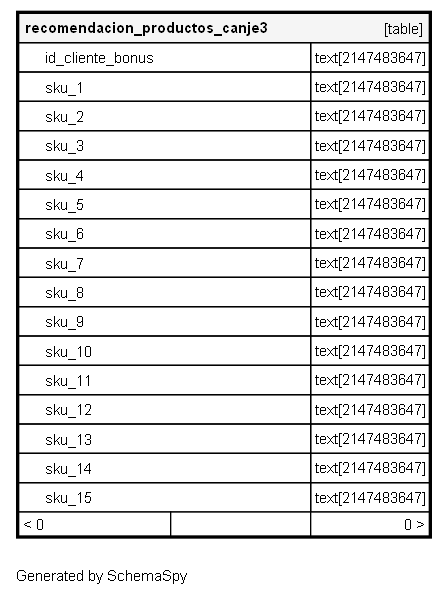 recomendacion_productos_canje3 [table]
id_cliente_bonus text[2147483647]
sku_1 text[2147483647]
sku_2 text[2147483647]
sku_3 text[2147483647]
sku_4 text[2147483647]
sku_5 text[2147483647]
sku_6 text[2147483647]
sku_7 text[2147483647]
sku_8 text[2147483647]
sku_9 text[2147483647]
sku_10 text[2147483647]
sku_11 text[2147483647]
sku_12 text[2147483647]
sku_13 text[2147483647]
sku_14 text[2147483647]
sku_15 text[2147483647]
< 0 0 >
Generated by SchemaSpy